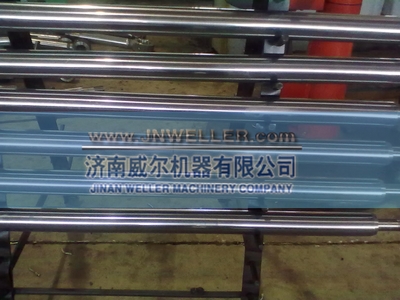 www.JNWELLER.com
济南威尔机器有限公司
JINAN WELLER MACHINERY COMPANY